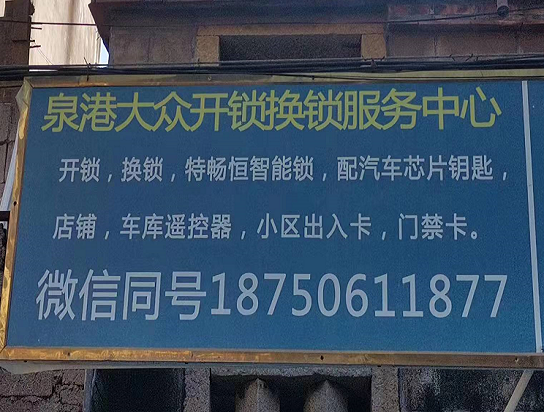 泉港大众开锁换锁服务中心
开锁，换锁，特畅恒智能锁，配汽车芯片钥匙，
店铺，车库遥控器，小区出入卡，门禁卡。
微信同号18750611877